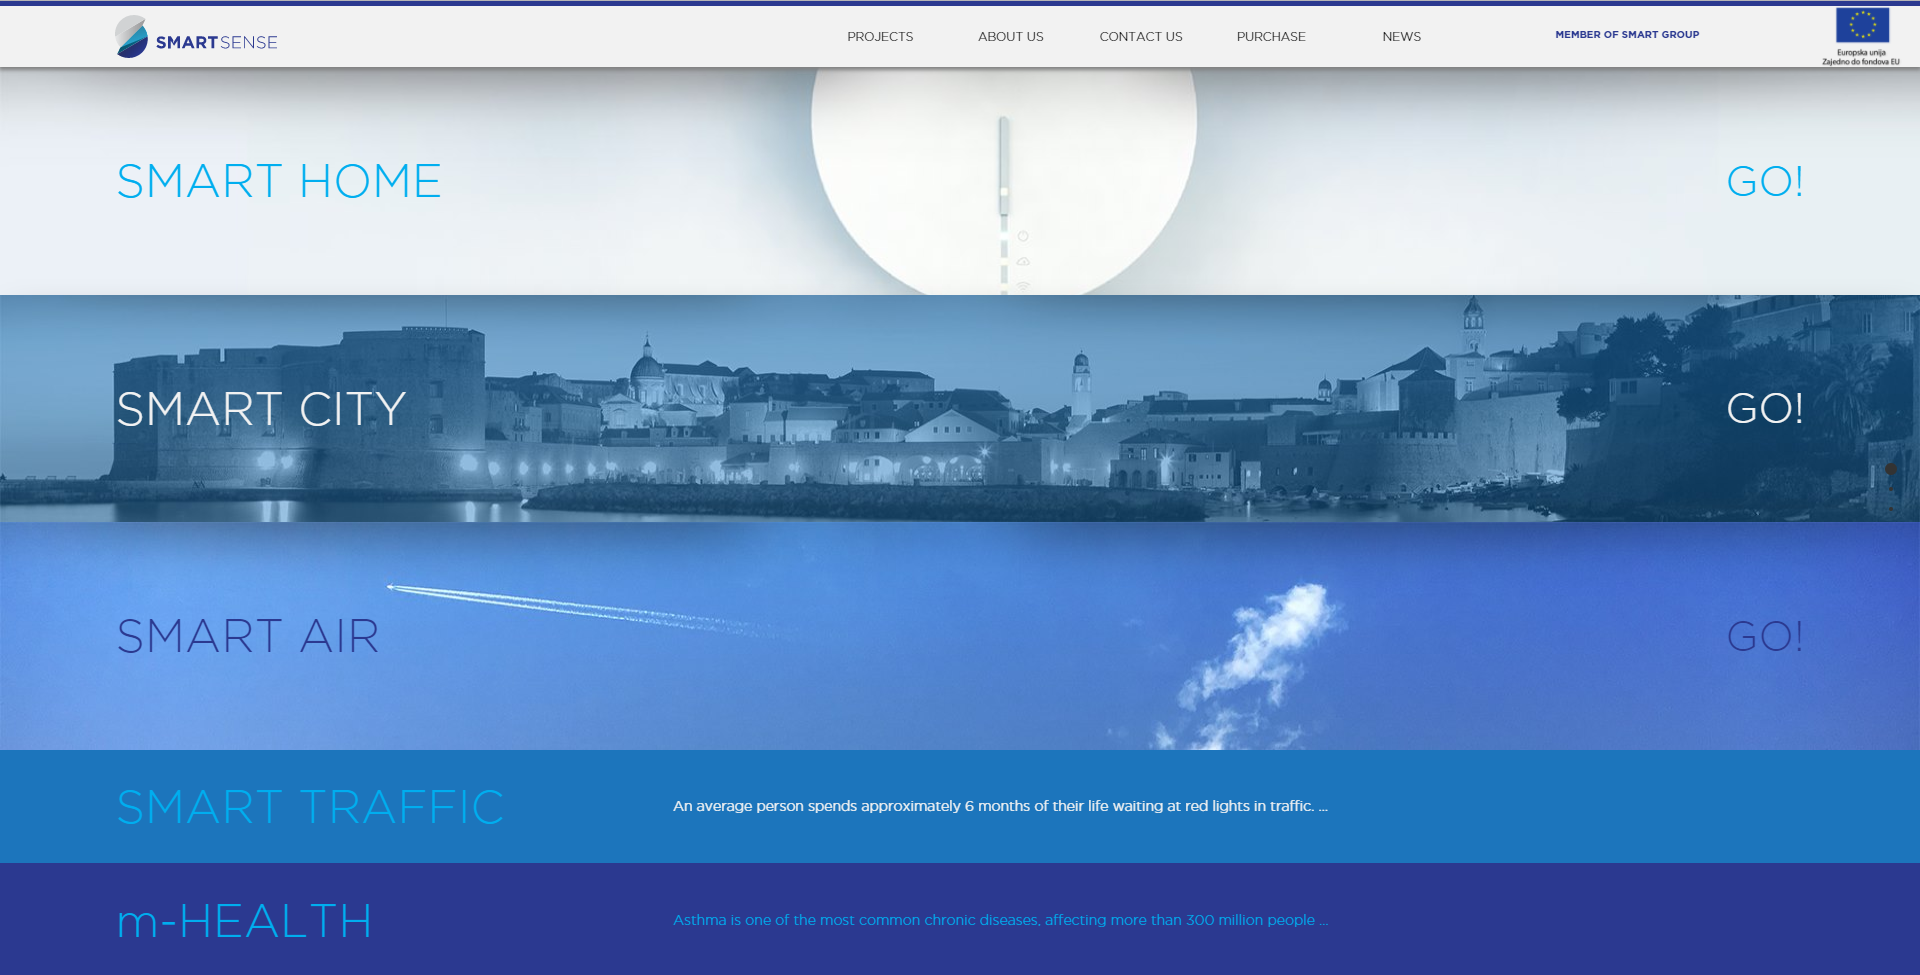 SMARTSENSE
PROJECTS
ABOUT US
CONTACT US
PURCHASE
NEWS
MEMBER OF SMART GROUP
Europska unija
Zajedno do fondova EU
SMART HOME
GO!
SMART CITY
GO!
SMART AIR
GO!
SMART TRAFFIC
An average person spends approximately 6 months of their life waiting at red lights in traffic. ...
m-HEALTH
Asthma is one of the most common chronic diseases, affecting more than 300 million people ...